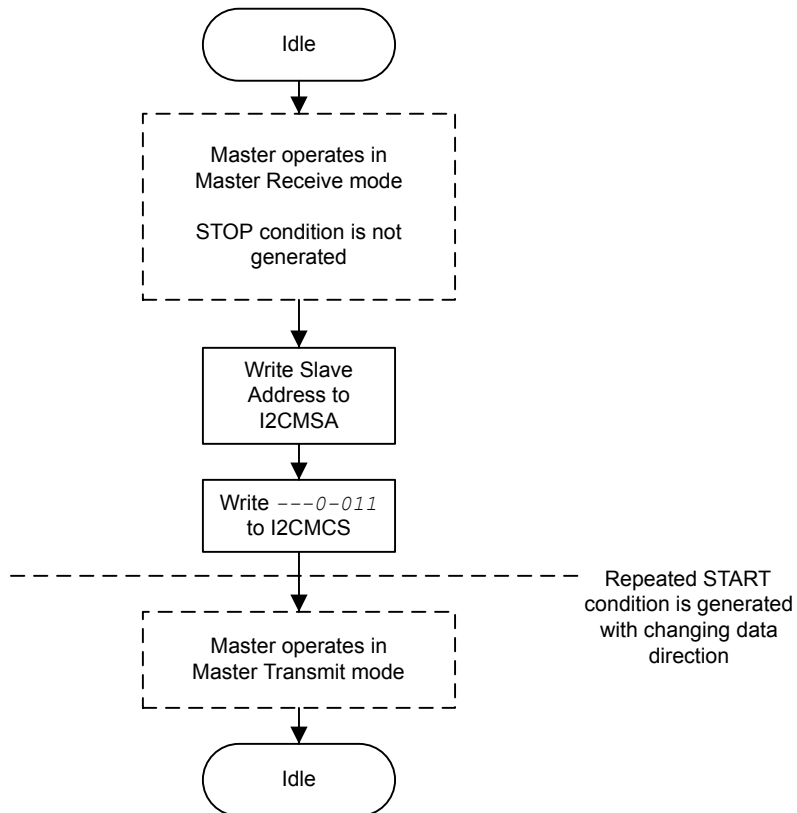 Idle
Master operates in
Master Receive mode
STOP condition is not
generated
Write Slave
Address to
I2CMSA
Write ---0-011
to I2CMCS
Repeated START
condition is generated
with changing data
direction
Master operates in
Master Transmit mode
Idle